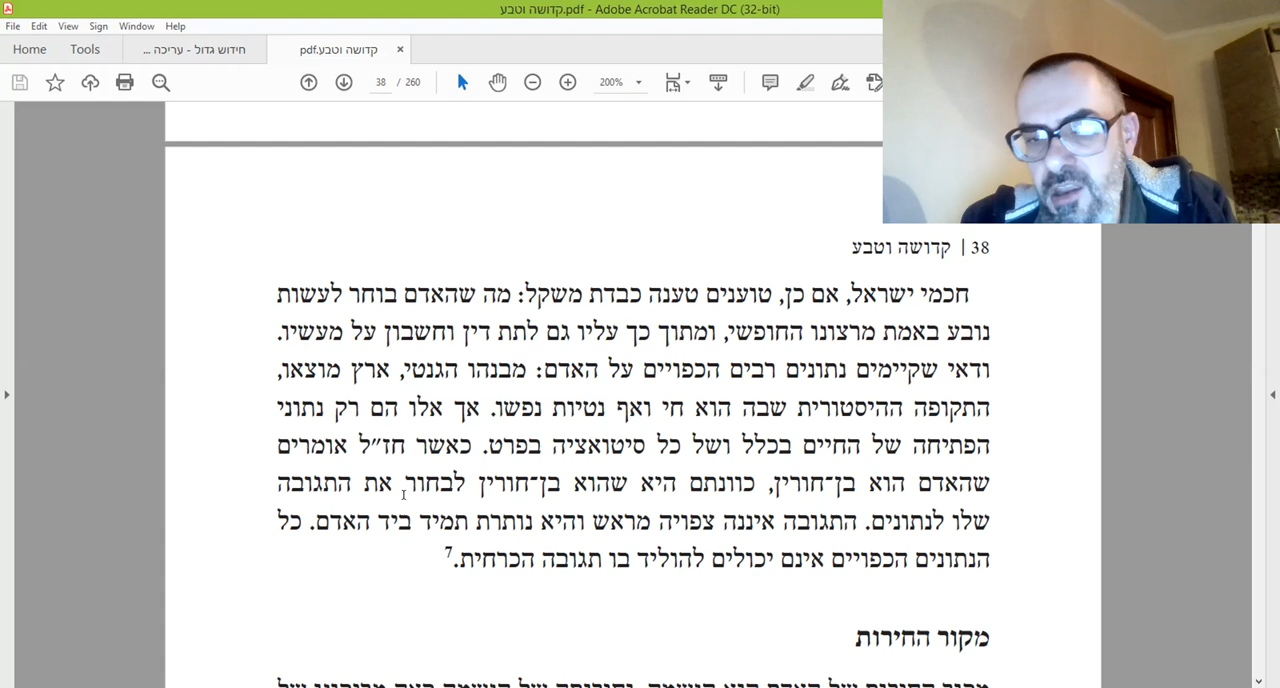 קדושה וטבע.pdf - Adobe Acrobat Reader DC (32-bit)
File Edit View Sign Window Help
Home Tools חידוש גדול - עריכה ... קדושה וטבע.pdf ×
38 / 260 200%
38 | קדושה וטבע
חכמי ישראל, אם כן, טוענים טענה כבדת משקל: מה שהאדם בוחר לעשות
נובע באמת מרצונו החופשי, ומתוך כך עליו גם לתת דין וחשבון על מעשיו.
ודאי שקיימים נתונים רבים הכפויים על האדם: מבנהו הגנטי, ארץ מוצאו,
התקופה ההיסטורית שבה הוא חי ואף נטיות נפשו. אך אלו הם רק נתוני
הפתיחה של החיים בכלל ושל כל סיטואציה בפרט. כאשר חז״ל אומרים
שהאדם הוא בן־חורין, כוונתם היא שהוא בן־חורין לבחור את התגובה
שלו לנתונים. התגובה איננה צפויה מראש והיא נותרת תמיד ביד האדם. כל
הנתונים הכפויים אינם יכולים להוליד בו תגובה הכרחית.7
מקור החירות